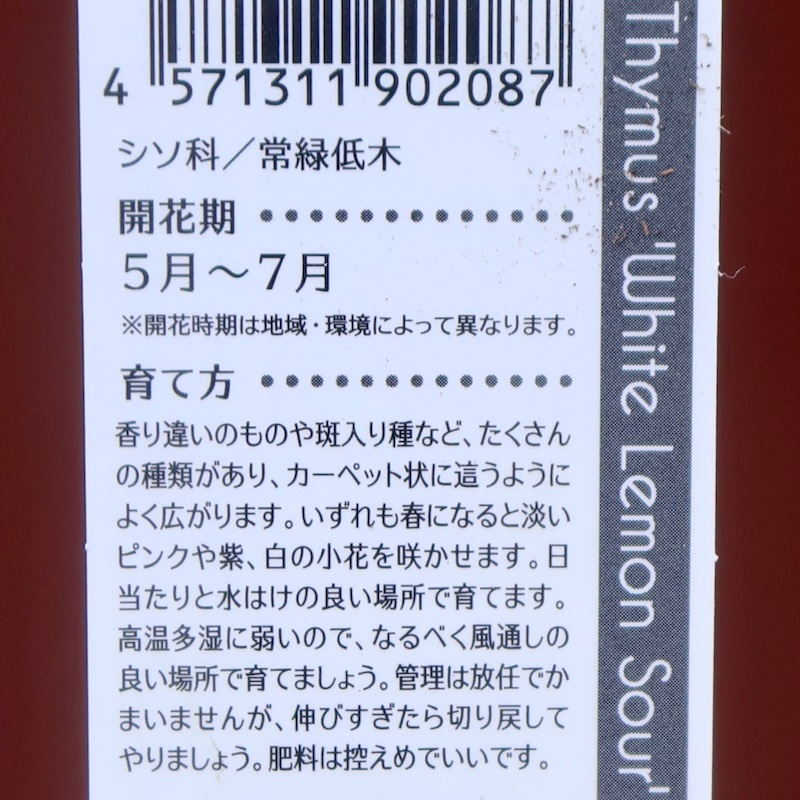 4 571311 902087
シソ科／常緑低木
開花期
5月〜7月
※開花時期は地域・環境によって異なります。
育て方
香り違いのものや斑入り種など、たくさん
の種類があり、カーペット状に這うように
よく広がります。いずれも春になると淡い
ピンクや紫、白の小花を咲かせます。日
当たりと水はけの良い場所で育てます。
高温多湿に弱いので、なるべく風通しの
良い場所で育てましょう。管理は放任でか
まいませんが、伸びすぎたら切り戻して
やりましょう。肥料は控えめでいいです。
Thymus 'White Lemon Sour'